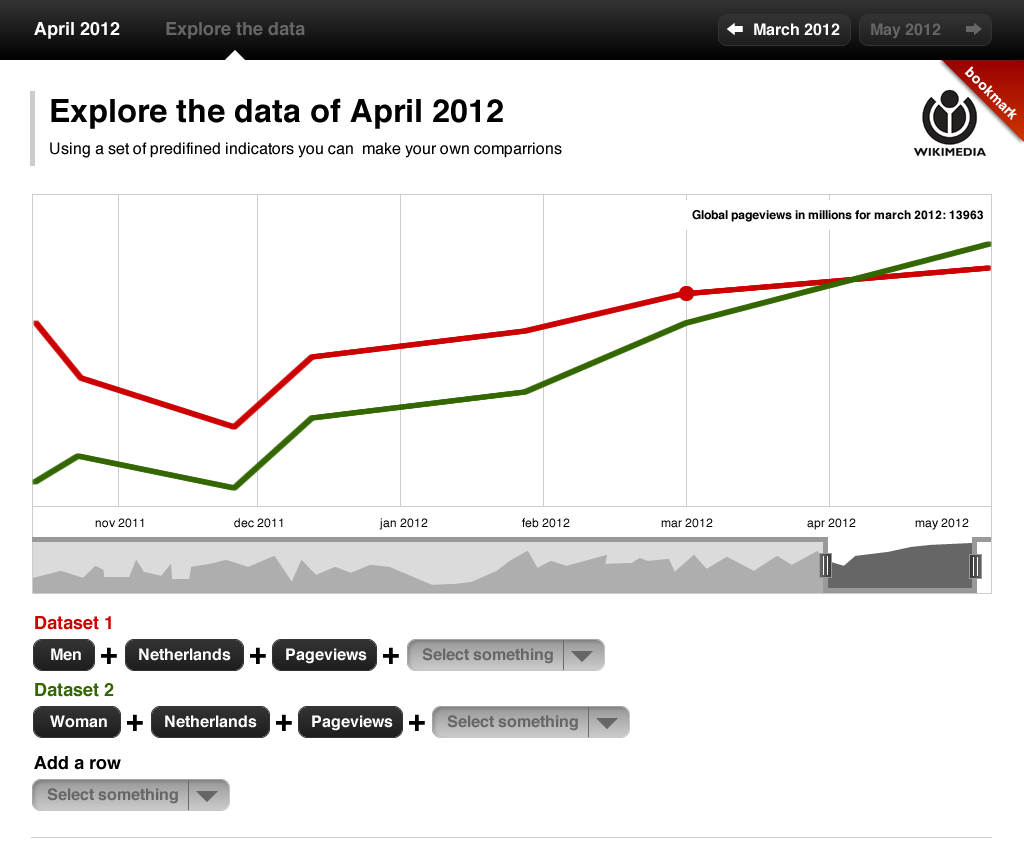 April 2012
Explore the data
March 2012
May 2012
bookmark
Explore the data of April 2012
Using a set of predifined indicators you can  make your own comparrions
WIKIMEDIA
Global pageviews in millions for march 2012: 13963
nov 2011
dec 2011
jan 2012
feb 2012
mar 2012
apr 2012
may 2012
Dataset 1
Men + Netherlands + Pageviews + Select something
Dataset 2
Woman + Netherlands + Pageviews + Select something
Add a row
Select something